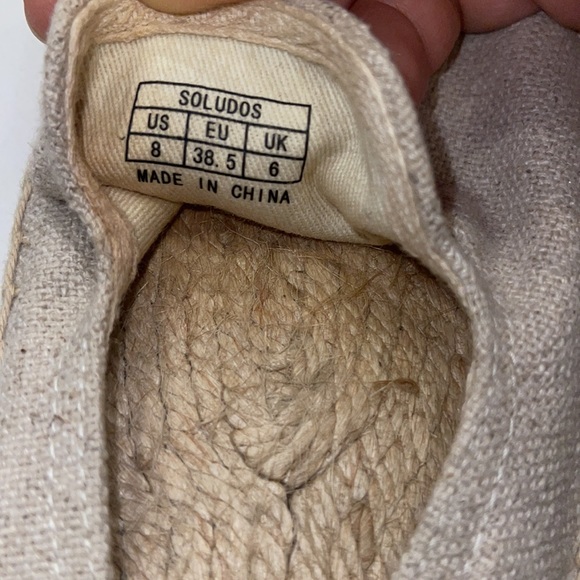 SOLUDOS
US EU UK
8 38.5 6
MADE IN CHINA